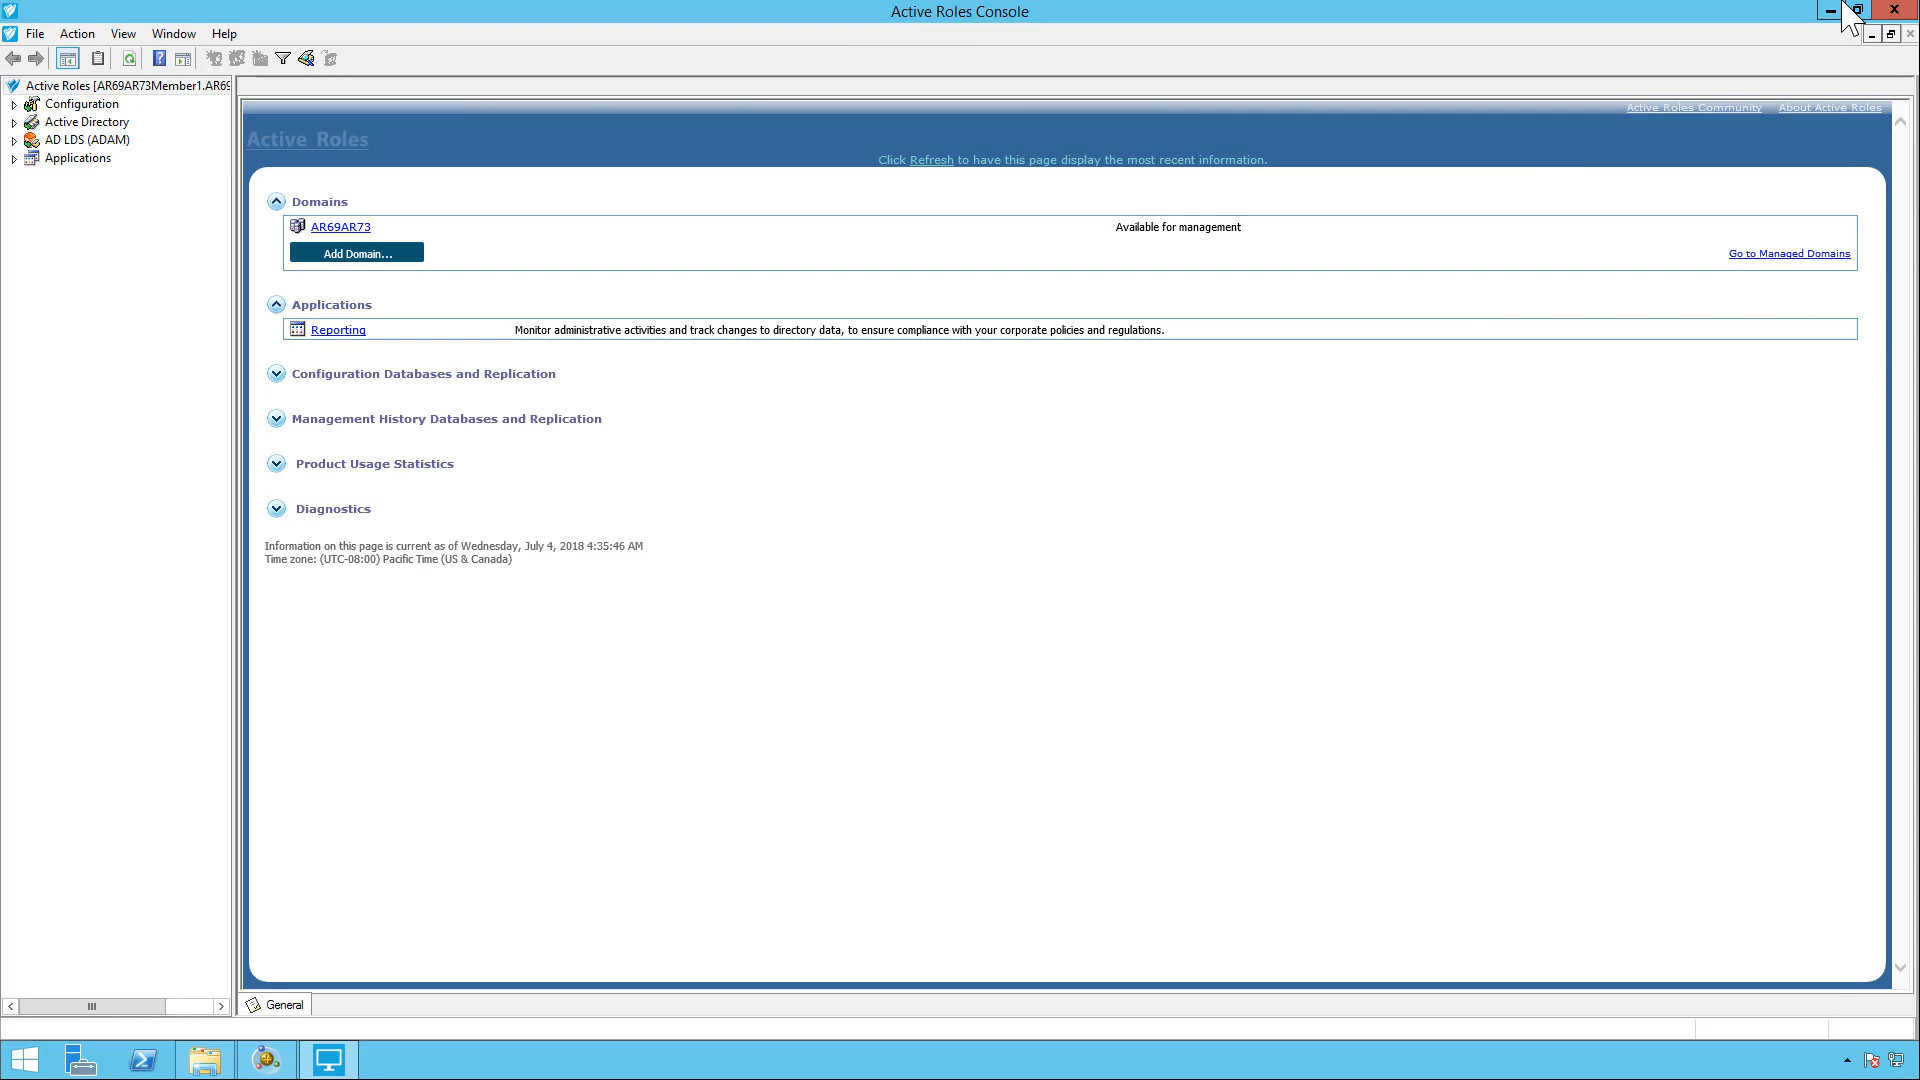 Active Roles Console
File Action View Window Help
Active Roles [AR69AR73Member1.AR69
Configuration
Active Directory
AD LDS (ADAM)
Applications
Active Roles Community About Active Roles
Active Roles
Click Refresh to have this page display the most recent information.
Domains
AR69AR73 Available for management
Add Domain... Go to Managed Domains
Applications
Reporting Monitor administrative activities and track changes to directory data, to ensure compliance with your corporate policies and regulations.
Configuration Databases and Replication
Management History Databases and Replication
Product Usage Statistics
Diagnostics
Information on this page is current as of Wednesday, July 4, 2018 4:35:46 AM
Time zone: (UTC-08:00) Pacific Time (US & Canada)
General